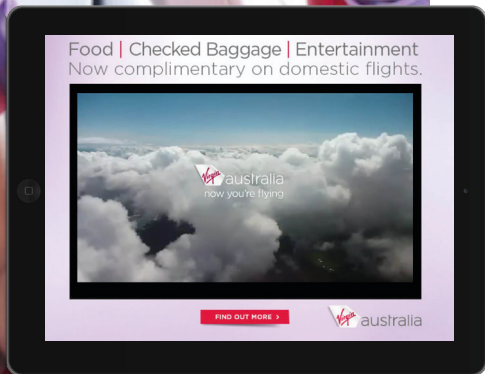 Food | Checked Baggage | Entertainment
Now complimentary on domestic flights.
Virgin australia
now you're flying
FIND OUT MORE >
Virgin australia